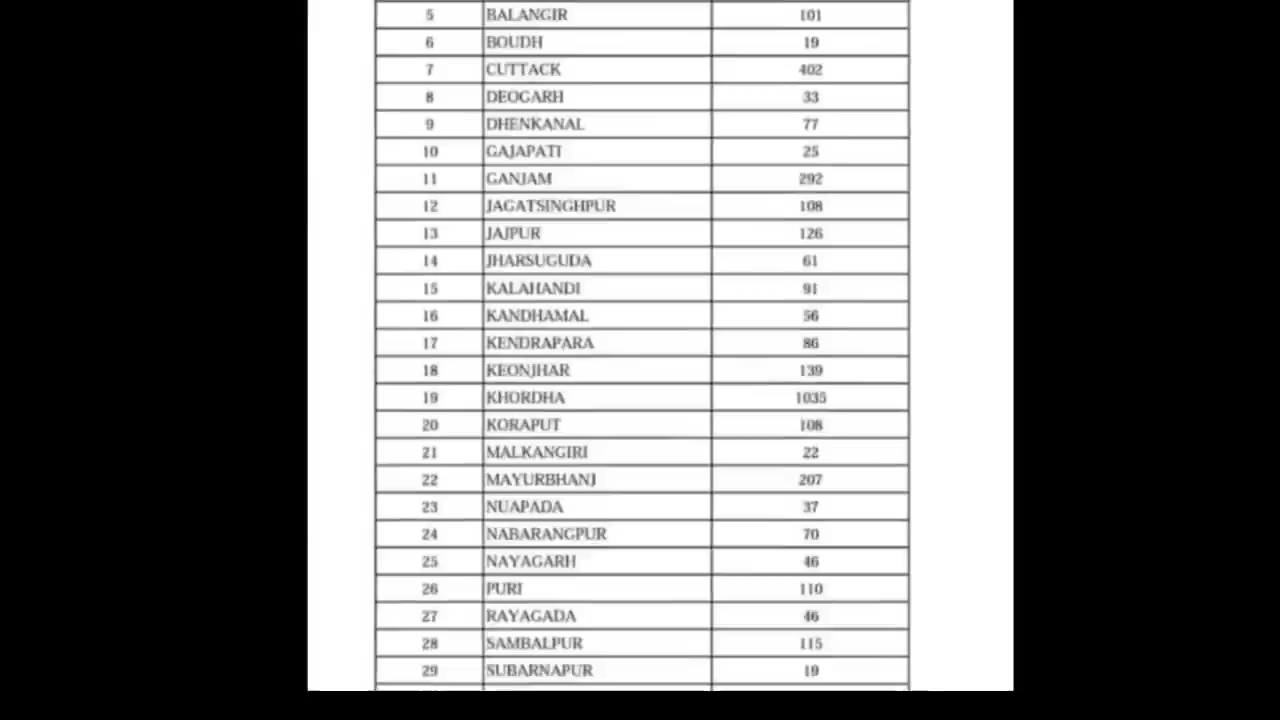 5 BALANGIR 101
6 BOUDH 19
7 CUTTACK 402
8 DEOGARH 33
9 DHENKANAL 77
10 GAJAPATI 25
11 GANJAM 292
12 JAGATSINGHPUR 108
13 JAJPUR 126
14 JHARSUGUDA 61
15 KALAHANDI 91
16 KANDHAMAL 56
17 KENDRAPARA 86
18 KEONJHAR 139
19 KHORDHA 1035
20 KORAPUT 108
21 MALKANGIRI 22
22 MAYURBHANJ 207
23 NUAPADA 37
24 NABARANGPUR 70
25 NAYAGARH 46
26 PURI 110
27 RAYAGADA 46
28 SAMBALPUR 115
29 SUBARNAPUR 19